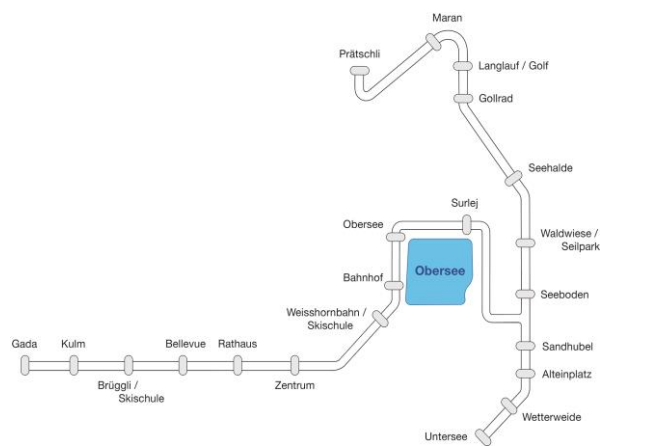 Maran
Prätschli
Langlauf / Golf
Gollrad
Seehalde
Surlej
Obersee
Waldwiese /
Seilpark
Obersee
Bahnhof
Seeboden
Weisshornbahn /
Skischule
Gada
Kulm
Bellevue
Rathaus
Sandhubel
Alteinplatz
Brüggli /
Skischule
Zentrum
Wetterweide
Untersee